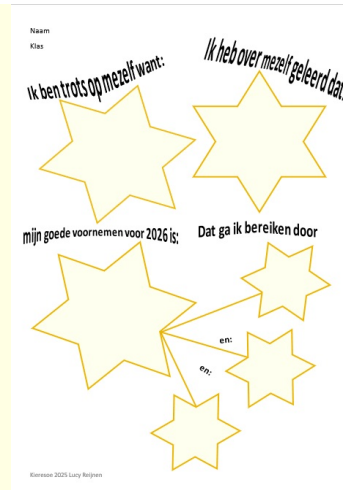 Naam
Klas
Ik ben trots op mezelf want:
Ik heb over mezelf geleerd dat:
mijn goede voornemen voor 2026 is:
Dat ga ik bereiken door
en:
en:
Kieresoe 2025 Lucy Reijnen